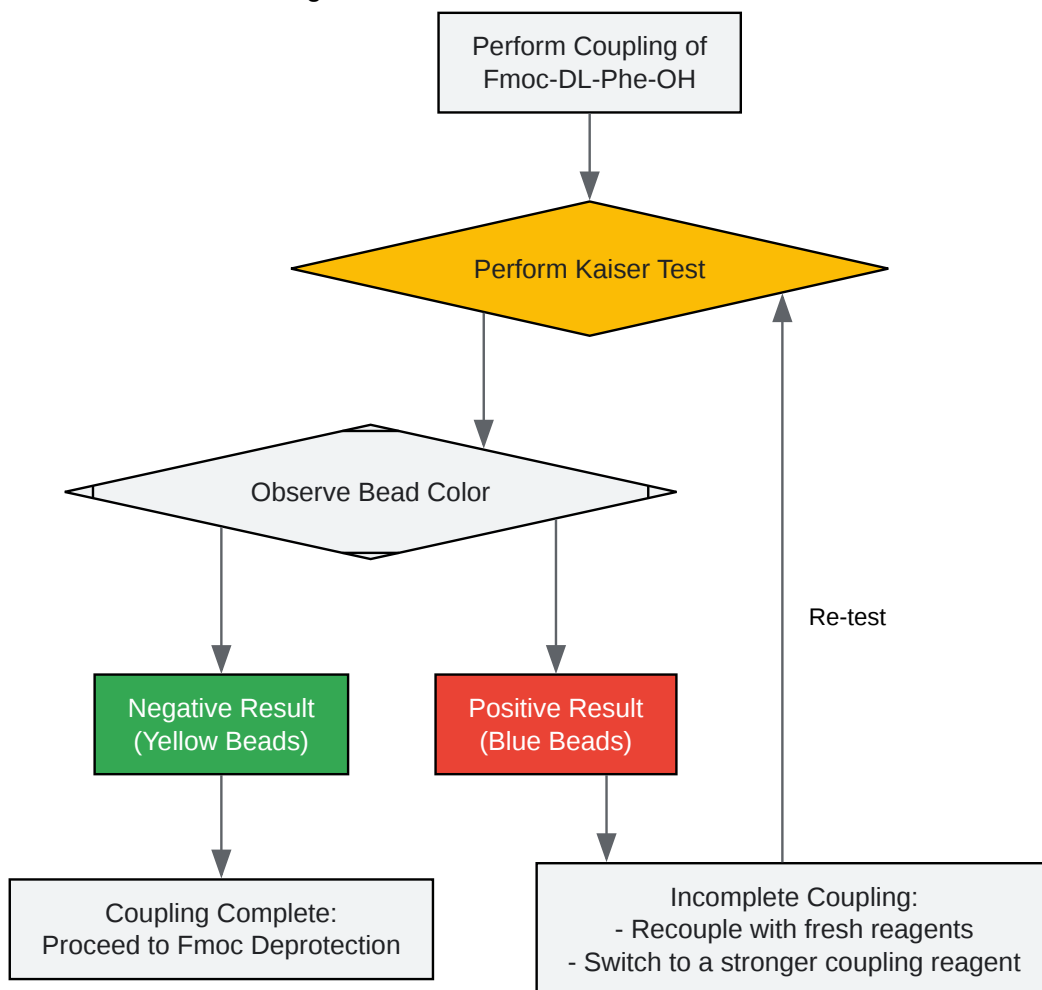 Perform Coupling of
Fmoc-DL-Phe-OH
Perform Kaiser Test
Observe Bead Color
Re-test
Negative Result
(Yellow Beads)
Positive Result
(Blue Beads)
Coupling Complete:
Proceed to Fmoc Deprotection
Incomplete Coupling:
- Recouple with fresh reagents
- Switch to a stronger coupling reagent